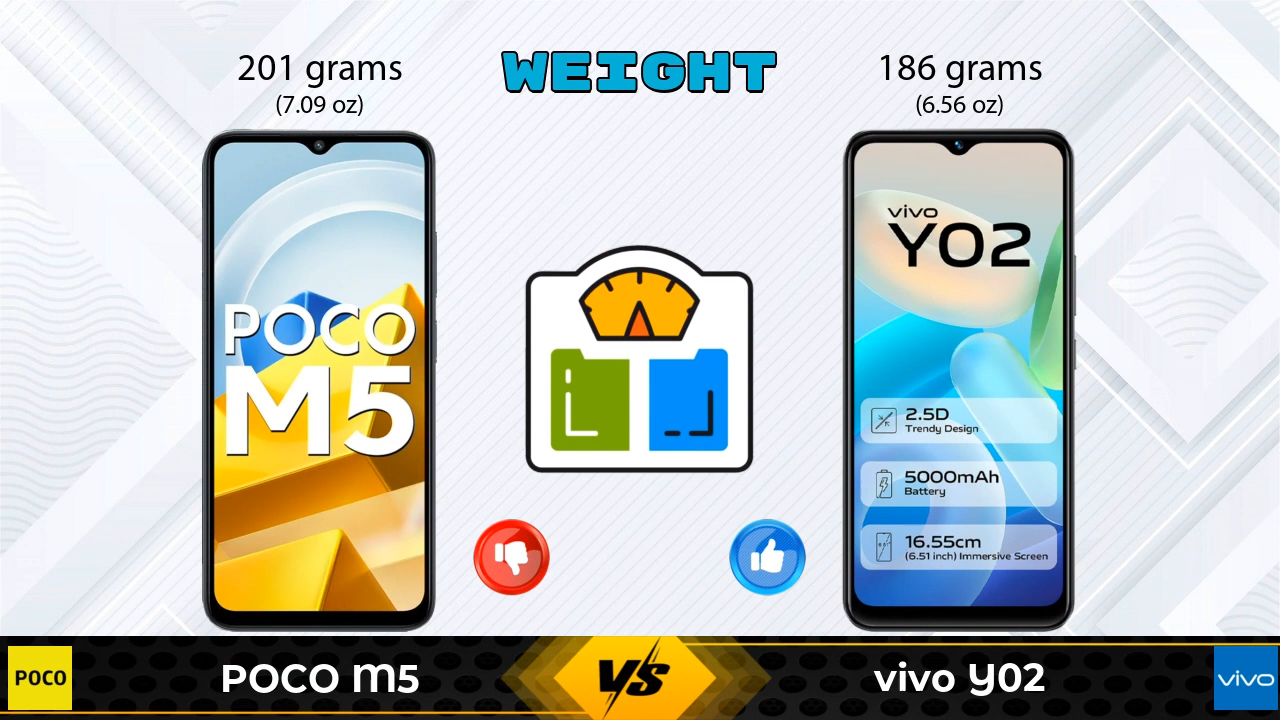 WEIGHT
201 grams
(7.09 oz)
186 grams
(6.56 oz)
POCO
M5
vivo
Y02
2.5D
Trendy Design
5000mAh
Battery
16.55cm
(6.51 inch) Immersive Screen
POCO
POCO M5
VS
vivo Y02
vivo